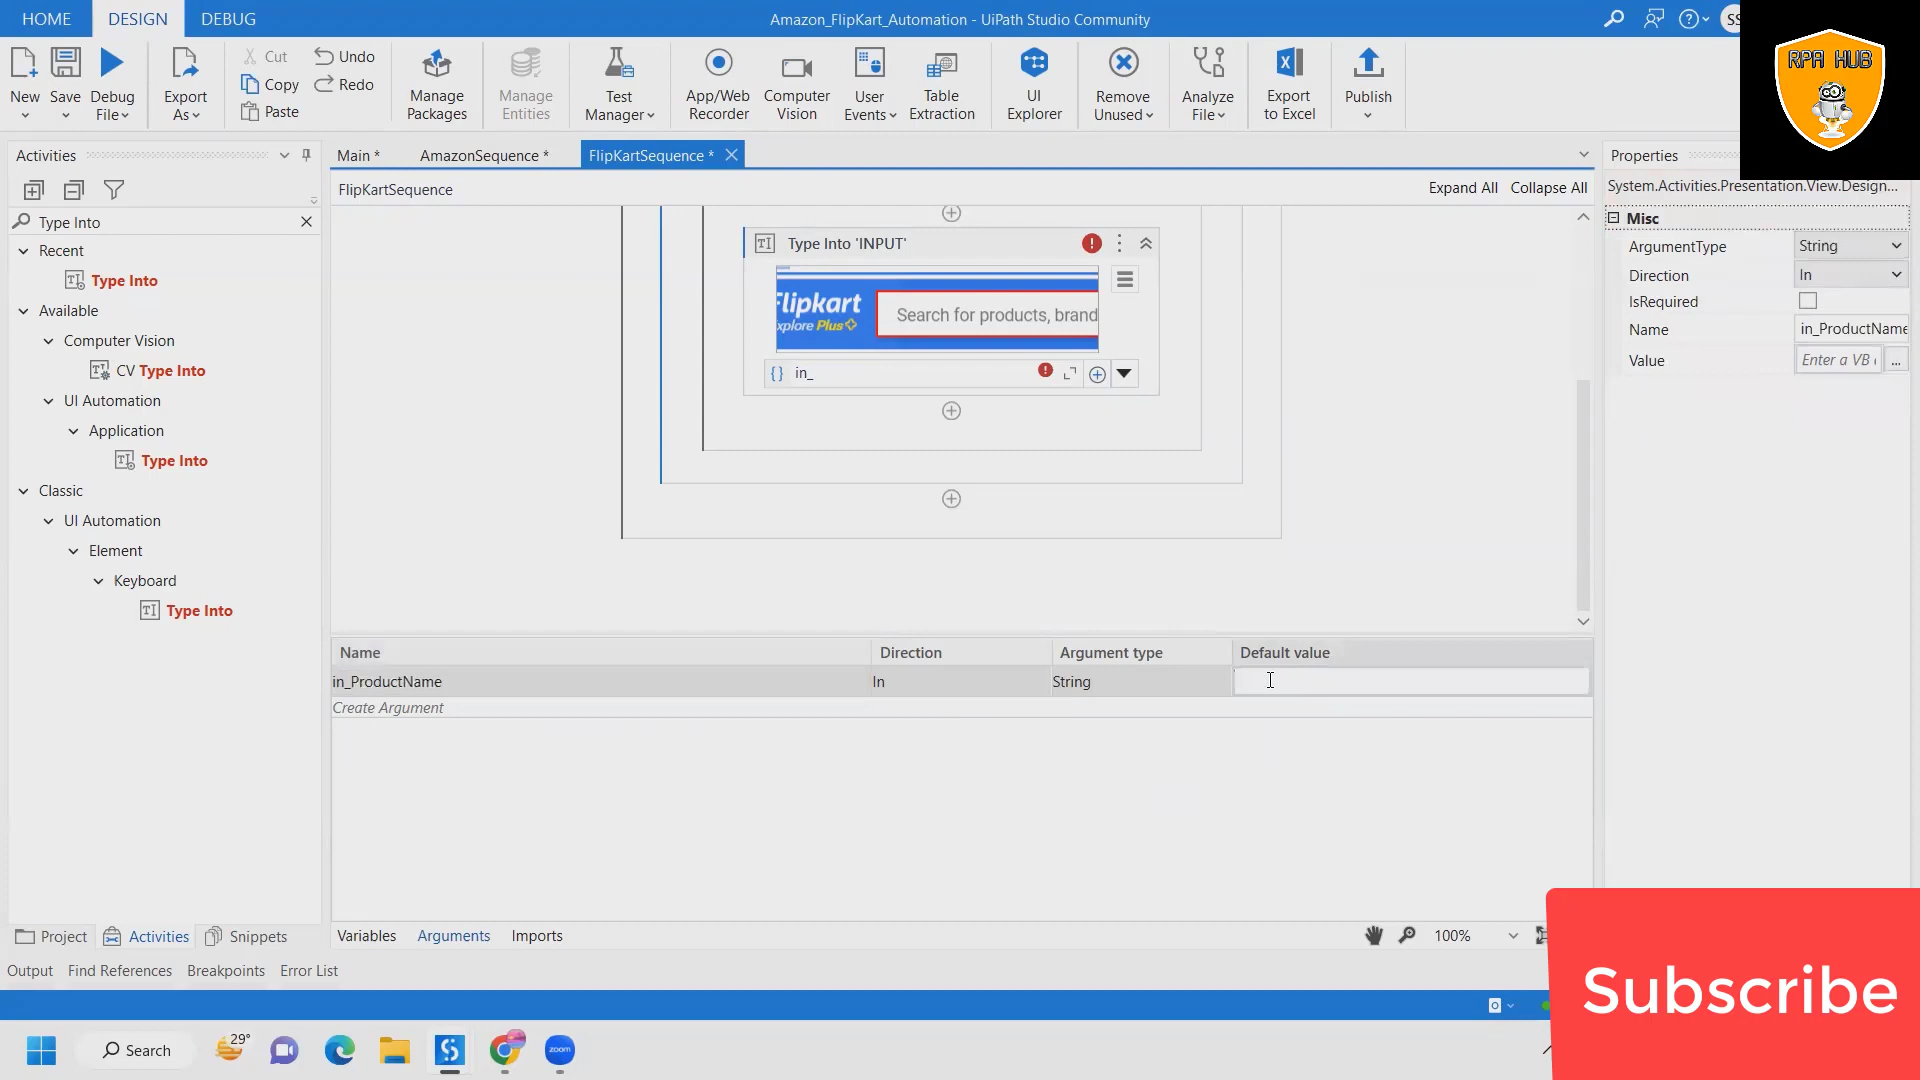 HOME DESIGN DEBUG Amazon_FlipKart_Automation - UiPath Studio Community
New Save Debug File Export As Cut Copy Paste Undo Redo Manage Packages Manage Entities Test Manager App/Web Recorder Computer Vision User Events Table Extraction UI Explorer Remove Unused Analyze File Export to Excel Publish
RPA HUB
Activities
Main * AmazonSequence * FlipKartSequence *
Properties
FlipKartSequence Expand All Collapse All
System.Activities.Presentation.View.Design...
Type Into
Recent
Type Into
Available
Computer Vision
CV Type Into
UI Automation
Application
Type Into
Classic
UI Automation
Element
Keyboard
Type Into
Type Into 'INPUT'
Flipkart
Explore Plus
Search for products, brand
in_
Misc
ArgumentType String
Direction In
IsRequired
Name in_ProductName
Value Enter a VB ...
Name Direction Argument type Default value
in_ProductName In String
Create Argument
Project Activities Snippets
Variables Arguments Imports 100%
Output Find References Breakpoints Error List
Subscribe
Search 29° zoom